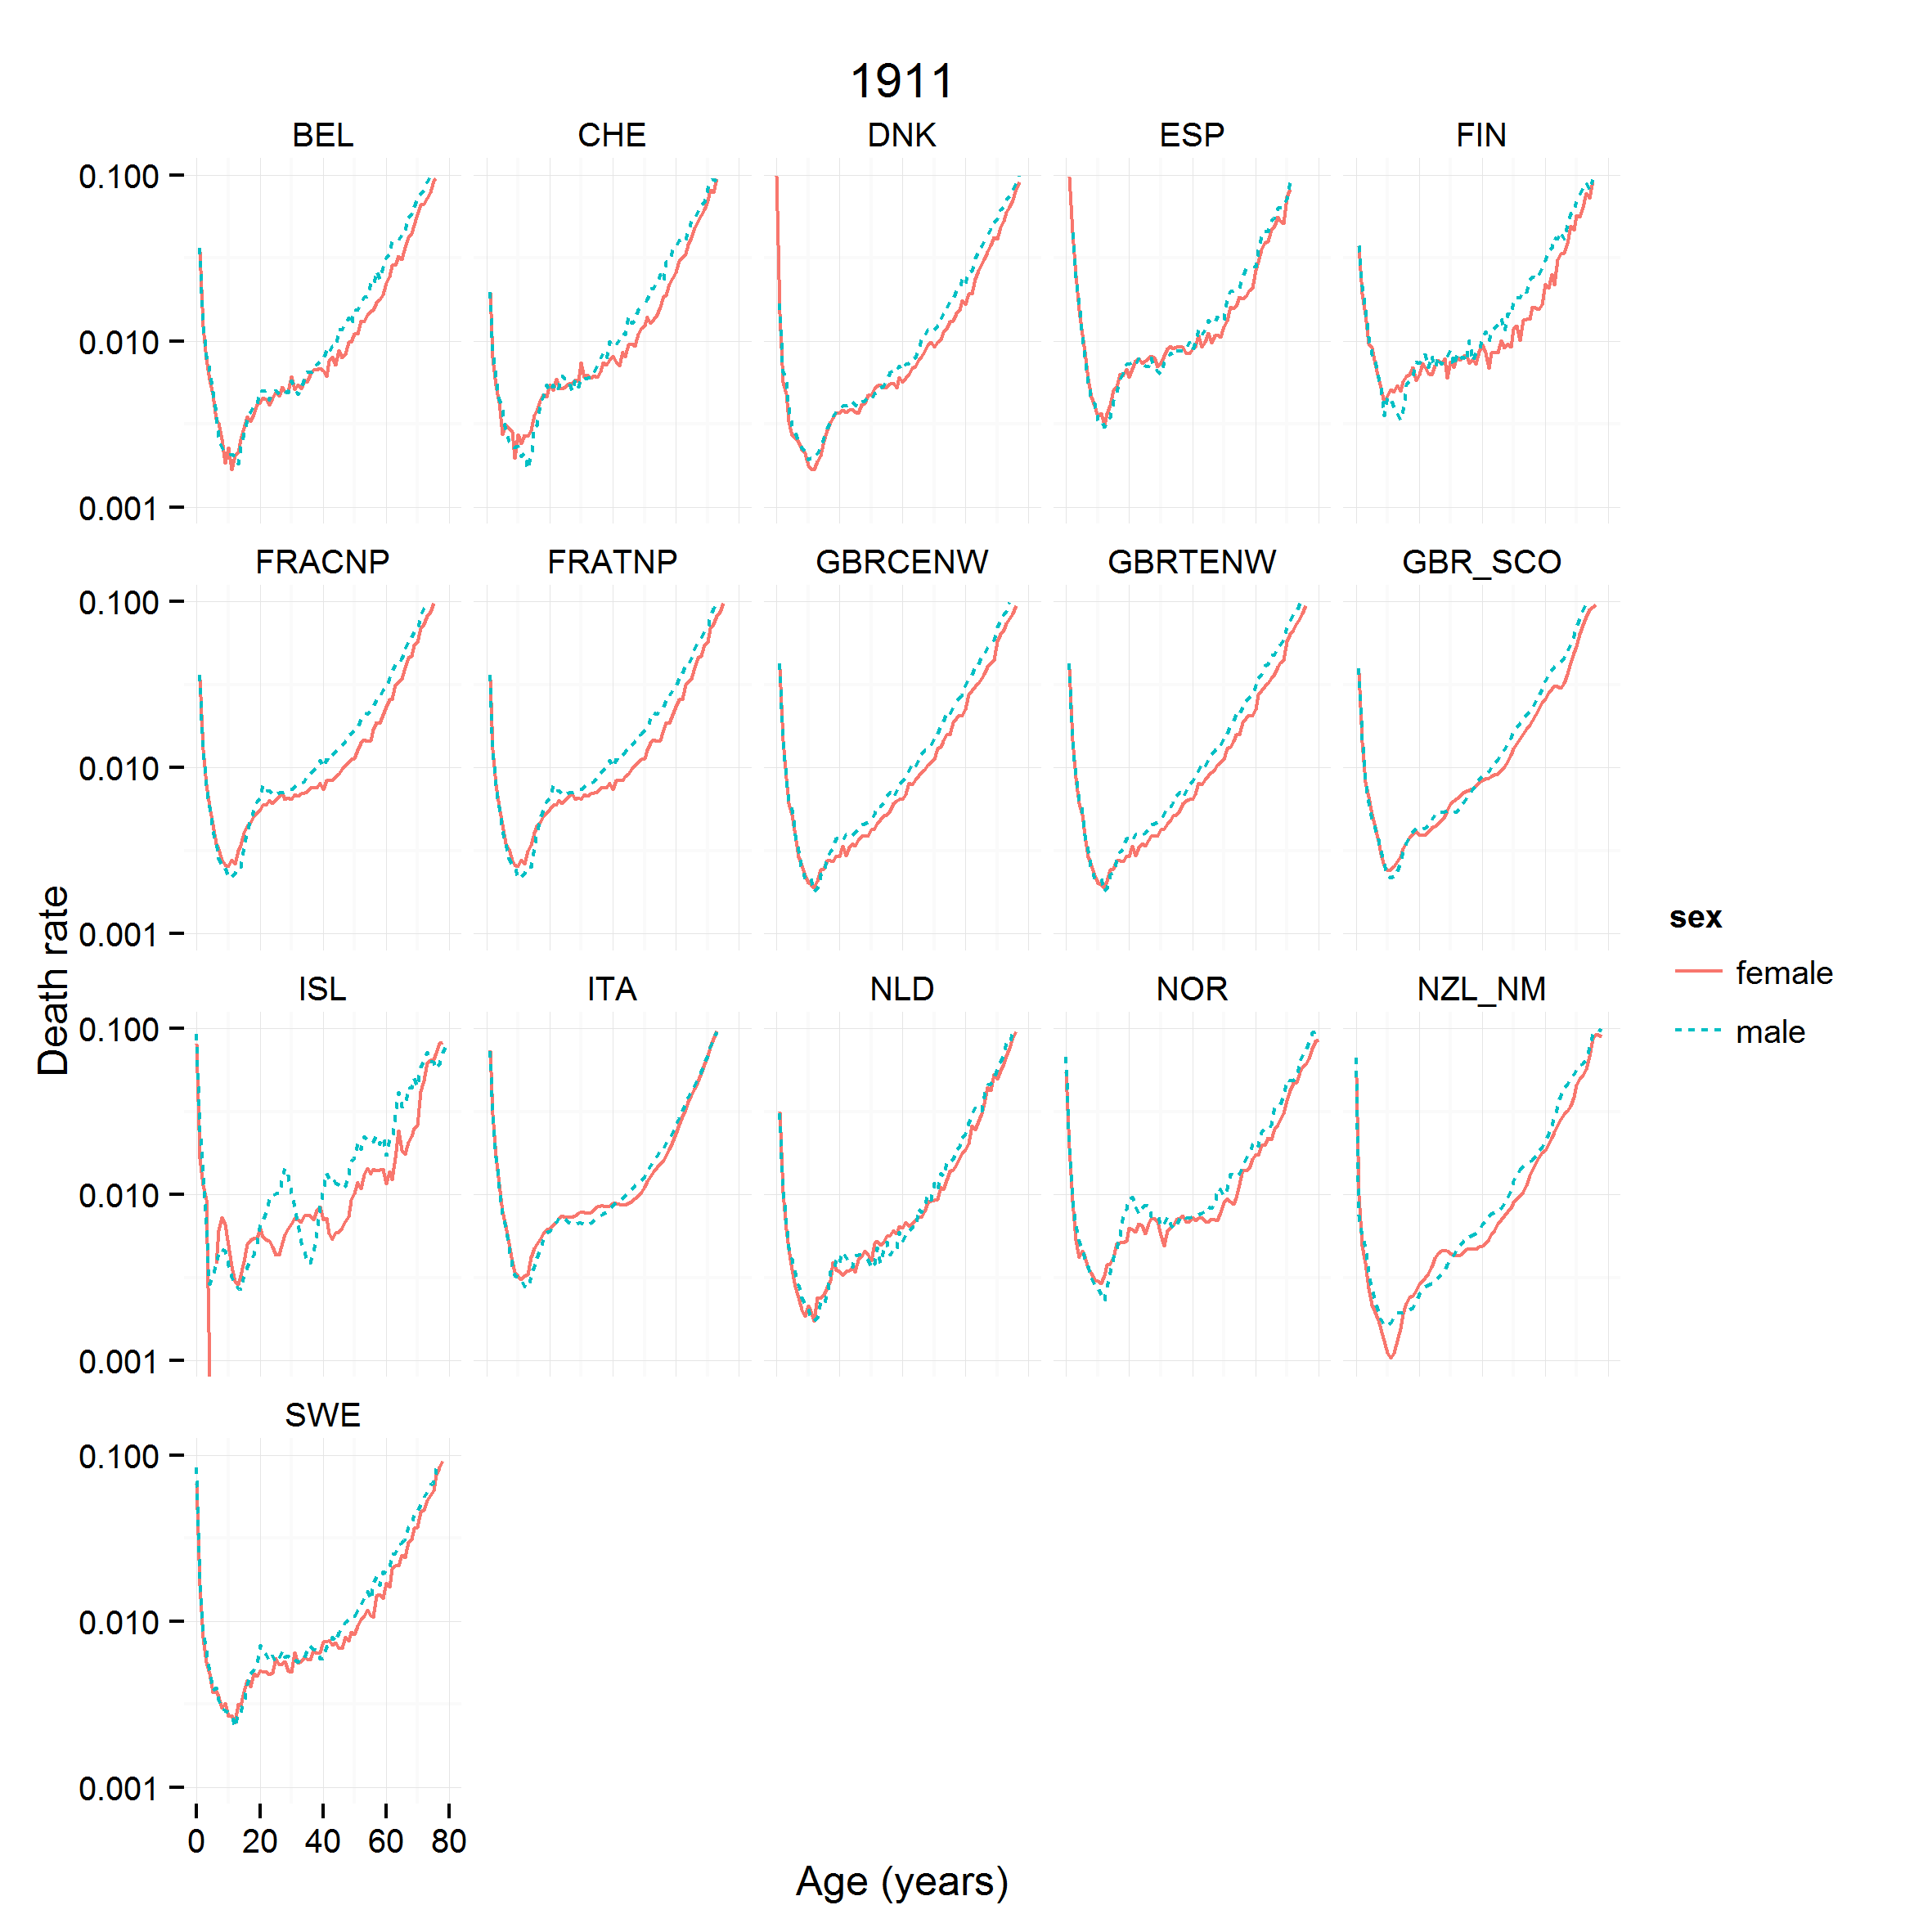 1911
BEL CHE DNK ESP FIN
0.100
0.010
0.001
FRACNP FRATNP GBRCENW GBRTENW GBR_SCO
0.100
0.010
0.001
Death rate
sex
female
male
ISL ITA NLD NOR NZL_NM
0.100
0.010
0.001
SWE
0.100
0.010
0.001
0 20 40 60 80
Age (years)